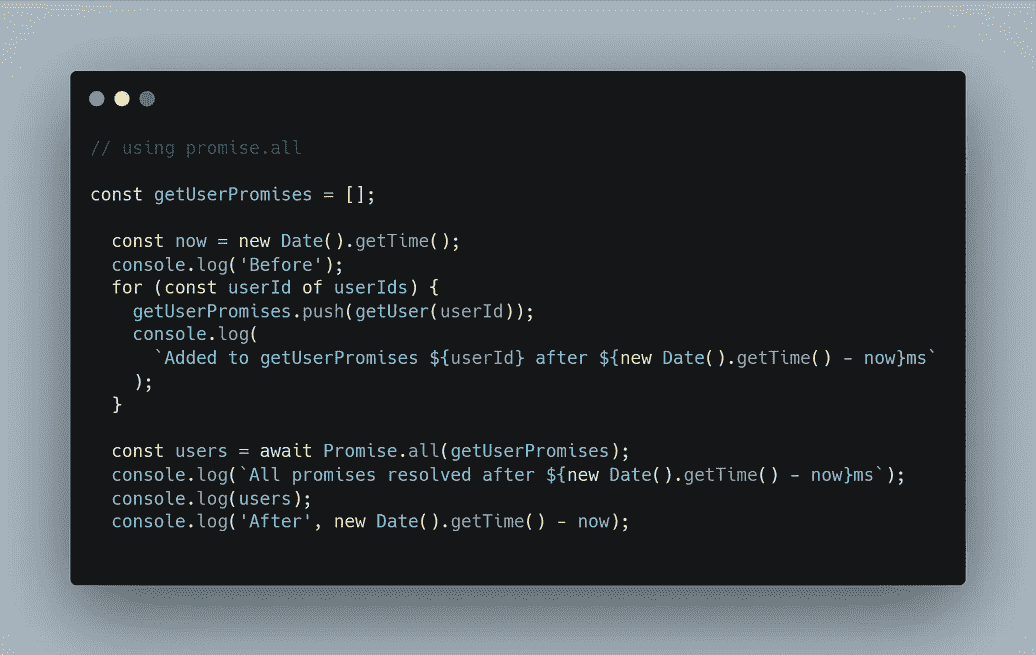 // using promise.all
const getUserPromises = [];
const now = new Date().getTime();
console.log('Before');
for (const userId of userIds) {
getUserPromises.push(getUser(userId));
console.log(
`Added to getUserPromises ${userId} after ${new Date().getTime() - now}ms`
);
}
const users = await Promise.all(getUserPromises);
console.log(`All promises resolved after ${new Date().getTime() - now}ms`);
console.log(users);
console.log('After', new Date().getTime() - now);